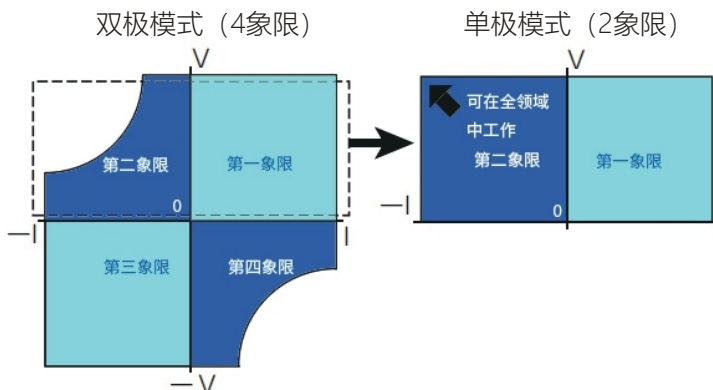 双极模式（4象限）
单极模式（2象限）
V
V
可在全领域
中工作
第二象限
第一象限
第二象限
第一象限
0
0
—I
I
—I
第三象限
第四象限
—V